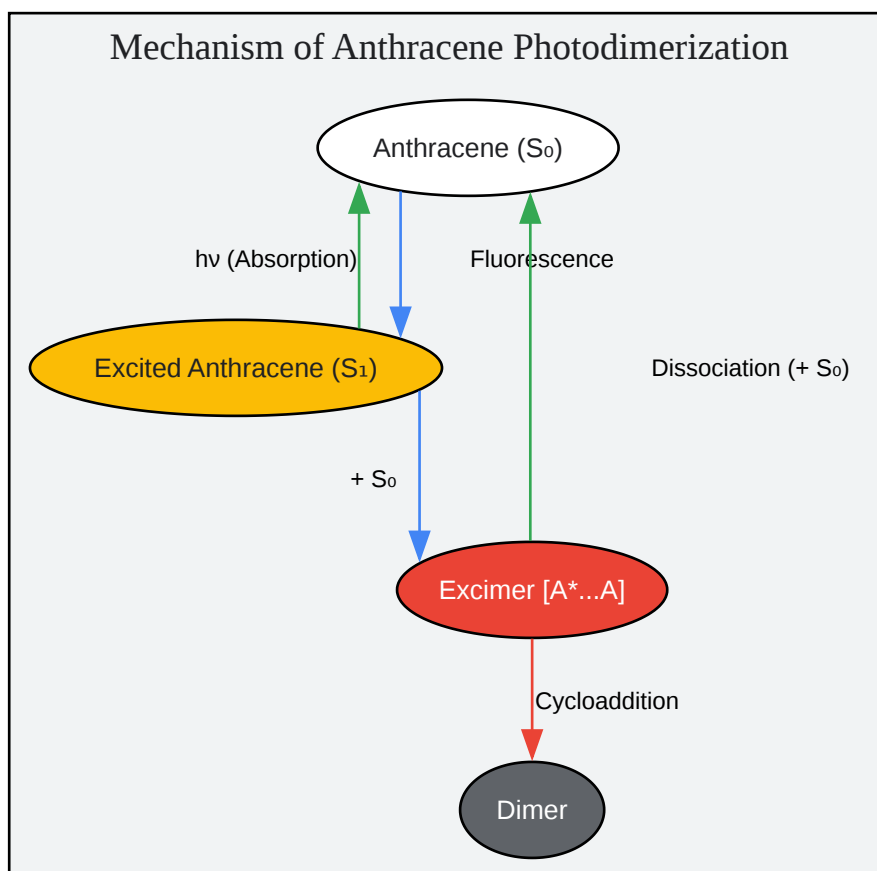 Mechanism of Anthracene Photodimerization
Anthracene (S₀)
hν (Absorption)
Fluorescence
Excited Anthracene (S₁)
Dissociation (+ S₀)
+ S₀
Excimer [A*...A]
Cycloaddition
Dimer